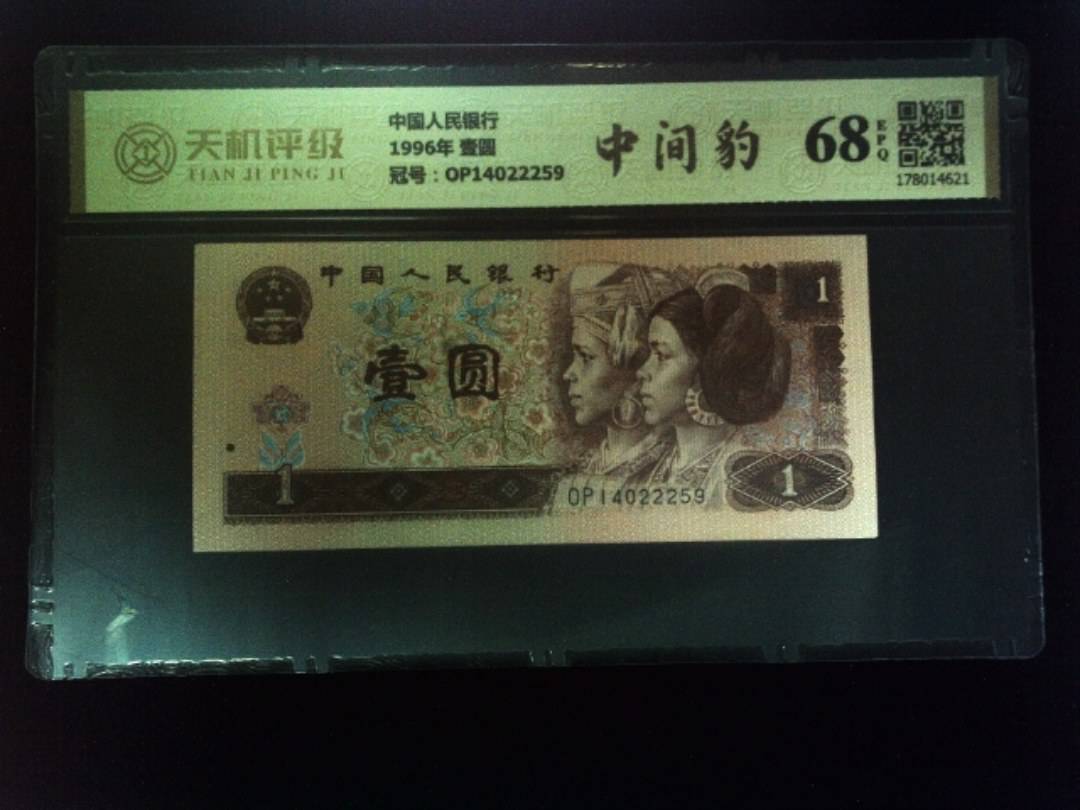 天机评级
TIAN JI PING JI
中国人民银行
1996年 壹圆
冠号：OP14022259
中间豹
68
EPQ
178014621
中国人民银行
1
壹圆
1
OP14022259
1